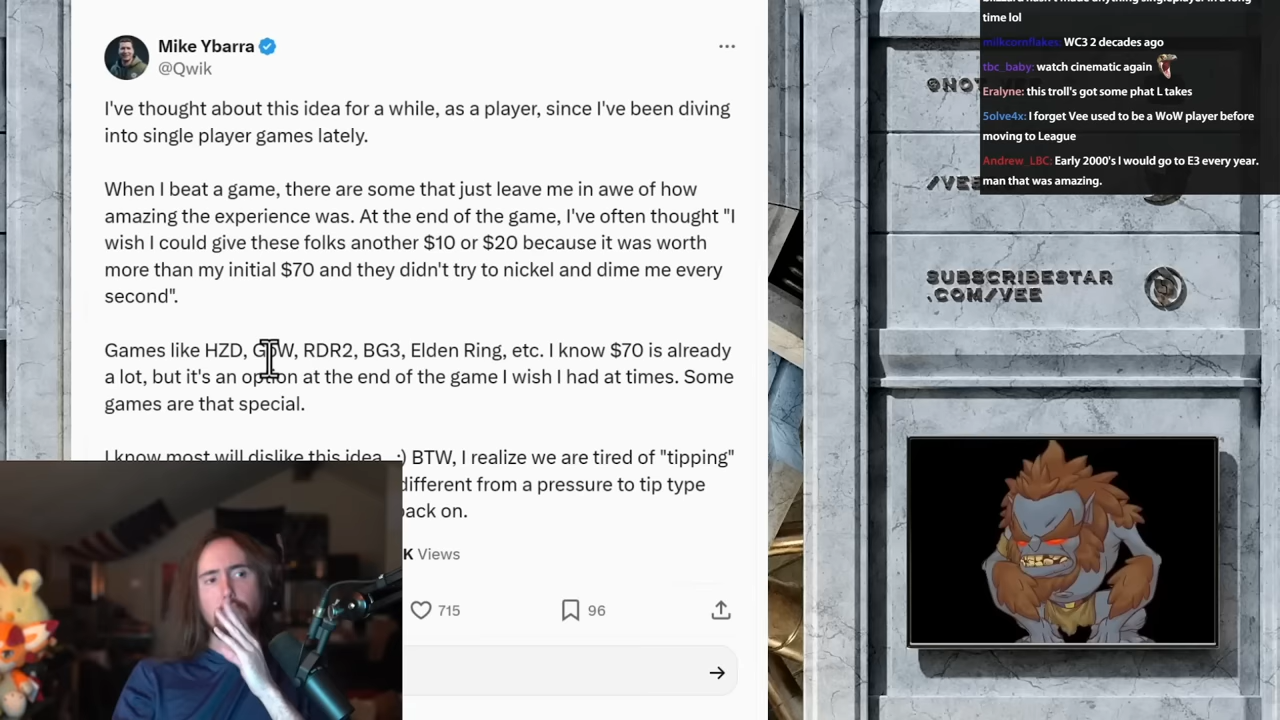 Mike Ybarra
@Qwik
I've thought about this idea for a while, as a player, since I've been diving
into single player games lately.
When I beat a game, there are some that just leave me in awe of how
amazing the experience was. At the end of the game, I've often thought "I
wish I could give these folks another $10 or $20 because it was worth
more than my initial $70 and they didn't try to nickel and dime me every
second".
Games like HZD, GOW, RDR2, BG3, Elden Ring, etc. I know $70 is already
a lot, but it's an option at the end of the game I wish I had at times. Some
games are that special.
I know most will dislike this idea. :) BTW, I realize we are tired of "tipping"
different from a pressure to tip type
back on.
K Views
715
96
time lol
milkcornflakes: WC3 2 decades ago
tbc_baby: watch cinematic again
Eralyne: this troll's got some phat L takes
5olve4x: I forget Vee used to be a WoW player before
moving to League
Andrew_LBC: Early 2000's I would go to E3 every year.
man that was amazing.
@NOT
/VEE
SUBSCRIBESTAR
.COM/VEE